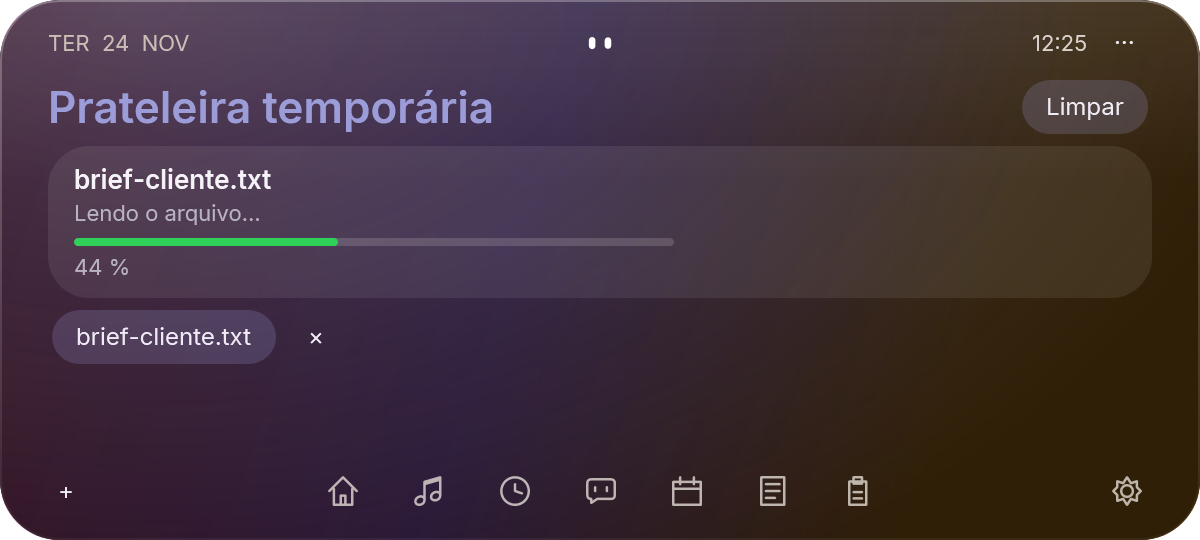 TER 24 NOV
12:25 ...
Prateleira temporária
Limpar
brief-cliente.txt
Lendo o arquivo...
44 %
brief-cliente.txt ×
+